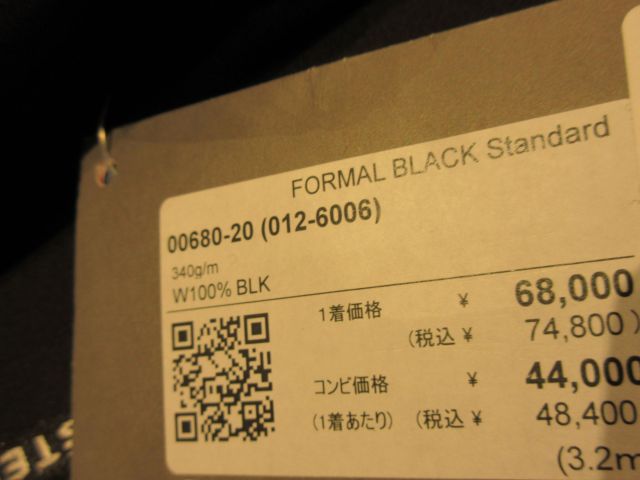 FORMAL BLACK Standard
00680-20 (012-6006)
340g/m
W100% BLK
1着価格 ¥ 68,000
(税込 ¥ 74,800)
コンビ価格 ¥ 44,000
(1着あたり) (税込 ¥ 48,400
(3.2m
STE